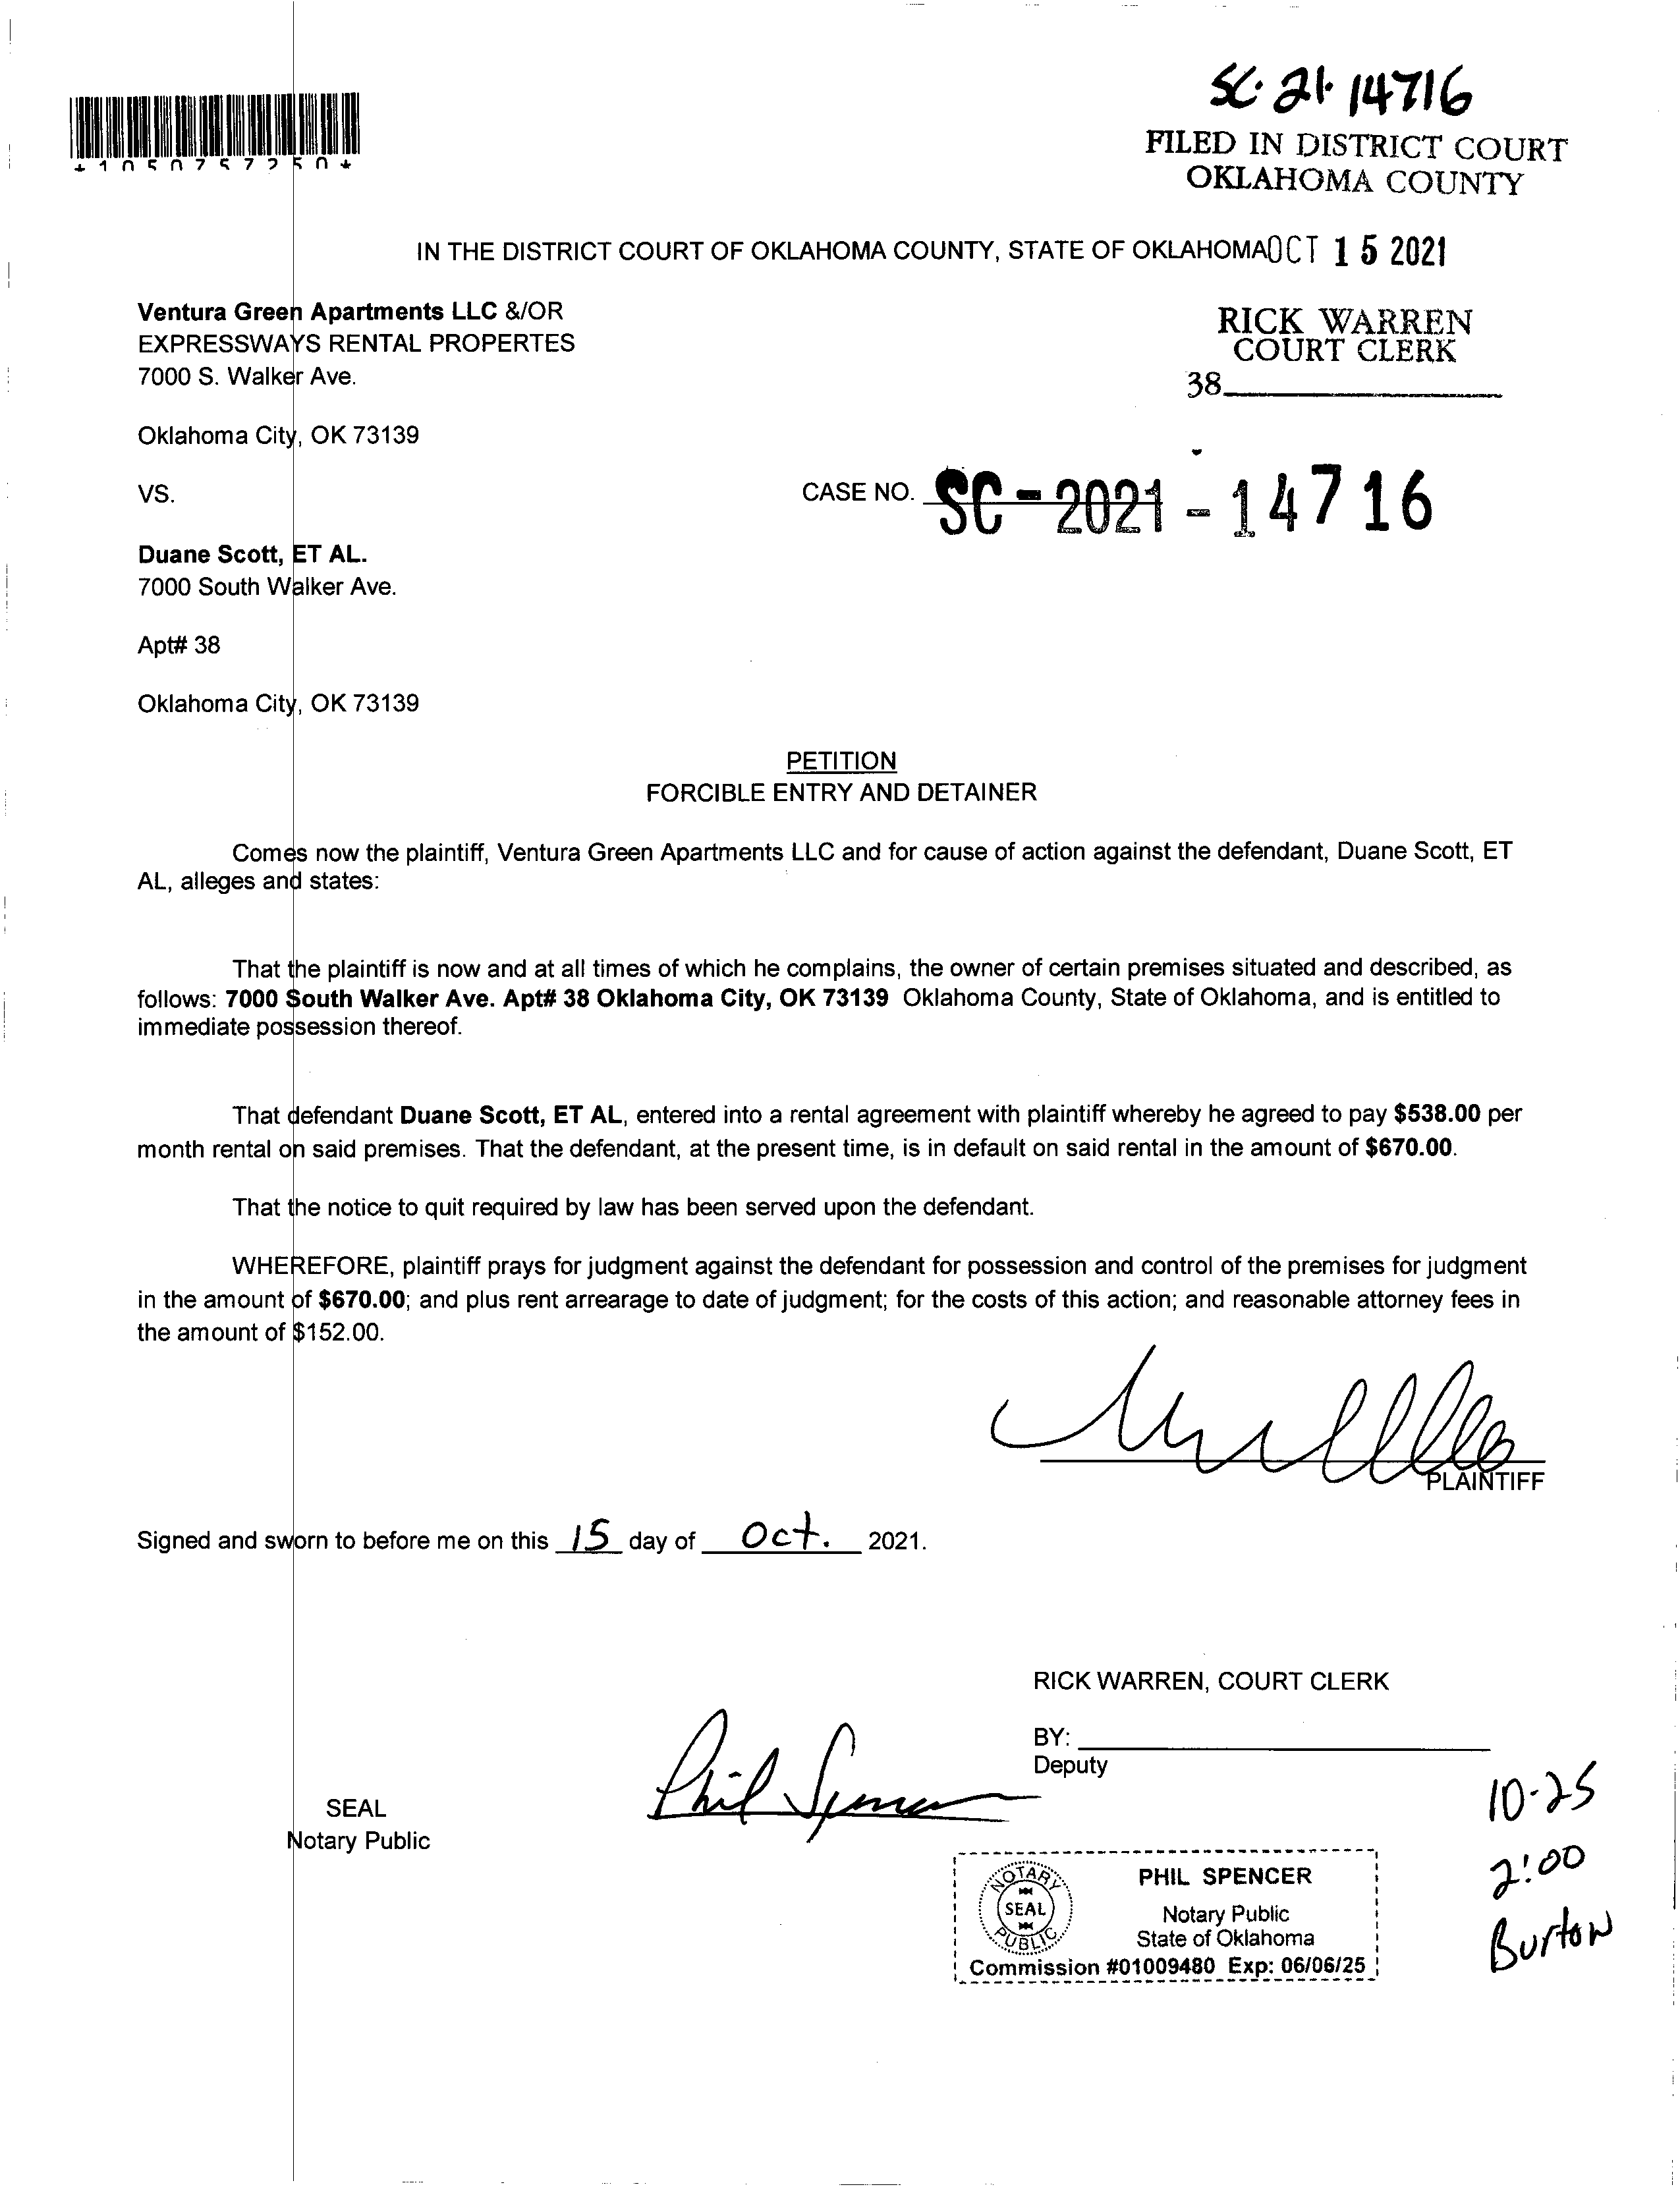 SC-21-14716
FILED IN DISTRICT COURT
OKLAHOMA COUNTY
*1050757250*
IN THE DISTRICT COURT OF OKLAHOMA COUNTY, STATE OF OKLAHOMA OCT 15 2021
Ventura Green Apartments LLC &/OR
EXPRESSWAYS RENTAL PROPERTES
7000 S. Walker Ave.
RICK WARREN
COURT CLERK
38
Oklahoma City, OK 73139
VS.
CASE NO. SC-2021-14716
Duane Scott, ET AL.
7000 South Walker Ave.
Apt# 38
Oklahoma City, OK 73139
PETITION
FORCIBLE ENTRY AND DETAINER
Comes now the plaintiff, Ventura Green Apartments LLC and for cause of action against the defendant, Duane Scott, ET
AL, alleges and states:
That the plaintiff is now and at all times of which he complains, the owner of certain premises situated and described, as
follows: 7000 South Walker Ave. Apt# 38 Oklahoma City, OK 73139 Oklahoma County, State of Oklahoma, and is entitled to
immediate possession thereof.
That defendant Duane Scott, ET AL, entered into a rental agreement with plaintiff whereby he agreed to pay $538.00 per
month rental on said premises. That the defendant, at the present time, is in default on said rental in the amount of $670.00.
That the notice to quit required by law has been served upon the defendant.
WHEREFORE, plaintiff prays for judgment against the defendant for possession and control of the premises for judgment
in the amount of $670.00; and plus rent arrearage to date of judgment; for the costs of this action; and reasonable attorney fees in
the amount of $152.00.
PLAINTIFF
Signed and sworn to before me on this 15 day of Oct. 2021.
RICK WARREN, COURT CLERK
BY:
Deputy
Phil Spencer
SEAL
Notary Public
NOTARY
SEAL
PUBLIC
PHIL SPENCER
Notary Public
State of Oklahoma
Commission #01009480 Exp: 06/06/25
10-25
2:00
Burton